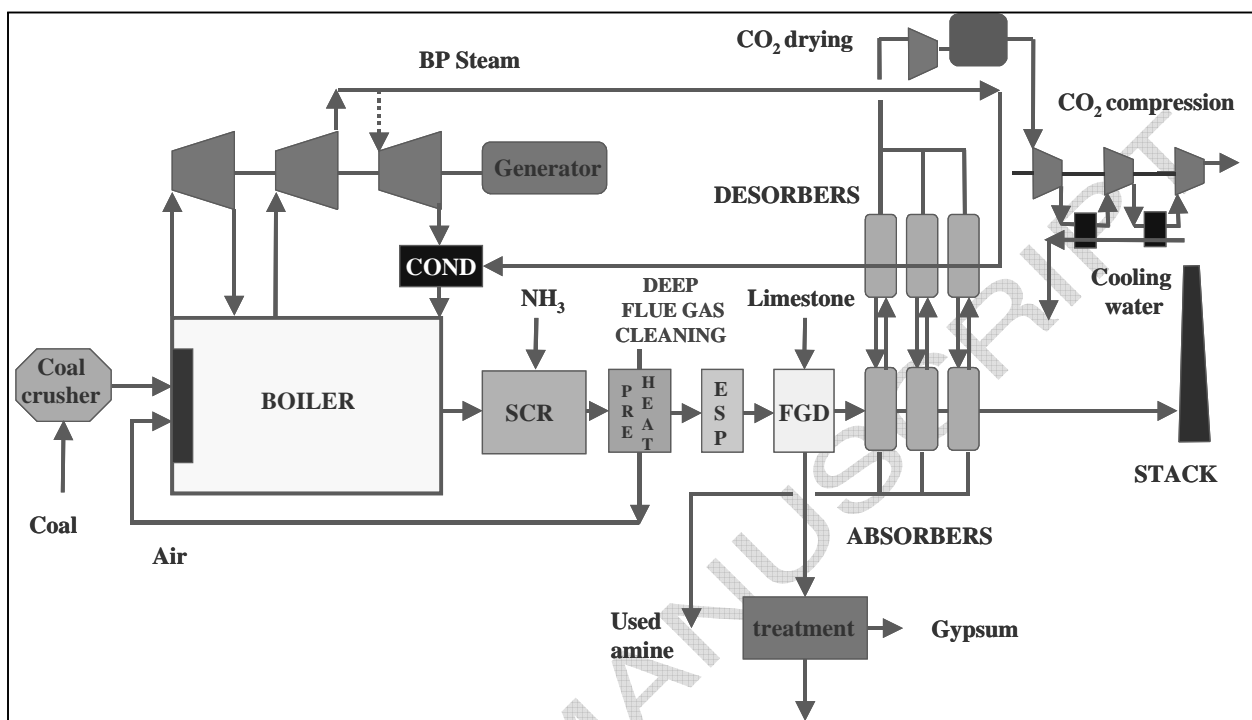 CO2 drying
BP Steam
CO2 compression
Generator
DESORBERS
COND
Cooling
water
NH3
DEEP
FLUE GAS
CLEANING
Limestone
Coal
crusher
BOILER
SCR
PRE
HEAT
ESP
FGD
STACK
Coal
Air
ABSORBERS
Used
amine
treatment
Gypsum
MANUSCRIPT